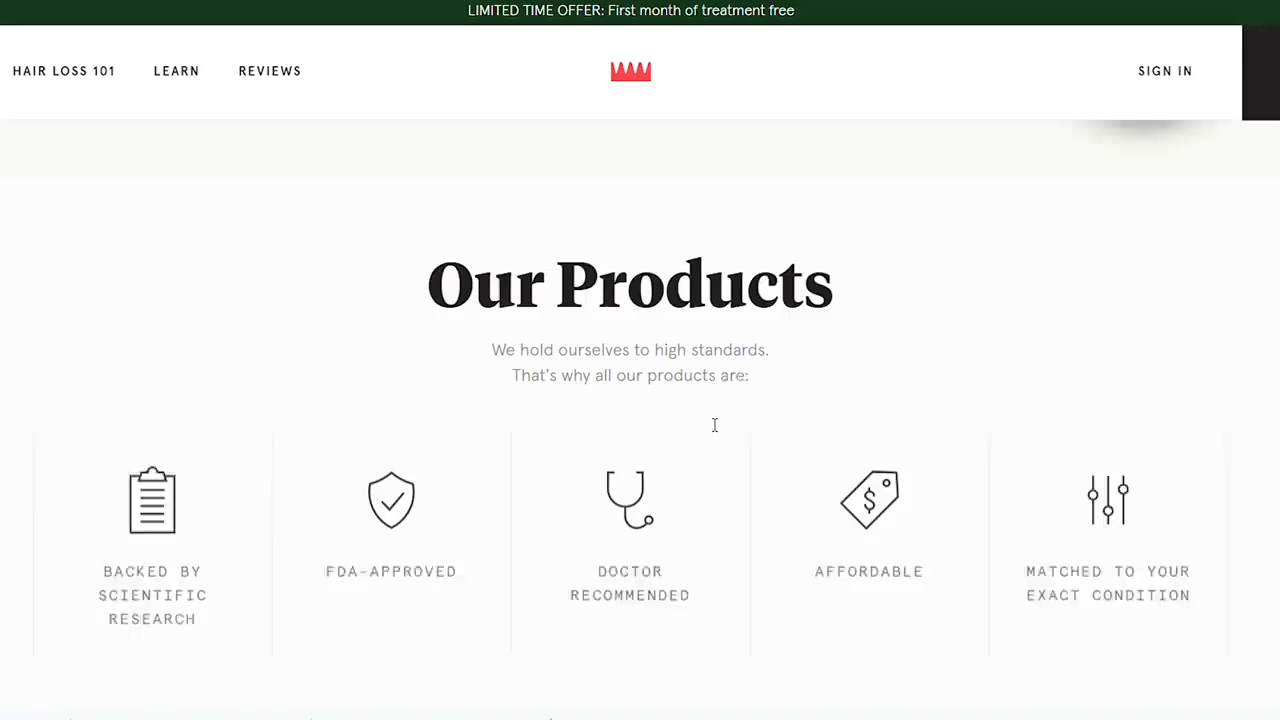 LIMITED TIME OFFER: First month of treatment free
HAIR LOSS 101 LEARN REVIEWS SIGN IN
Our Products
We hold ourselves to high standards.
That's why all our products are:
BACKED BY
SCIENTIFIC
RESEARCH
FDA-APPROVED
DOCTOR
RECOMMENDED
AFFORDABLE
MATCHED TO YOUR
EXACT CONDITION